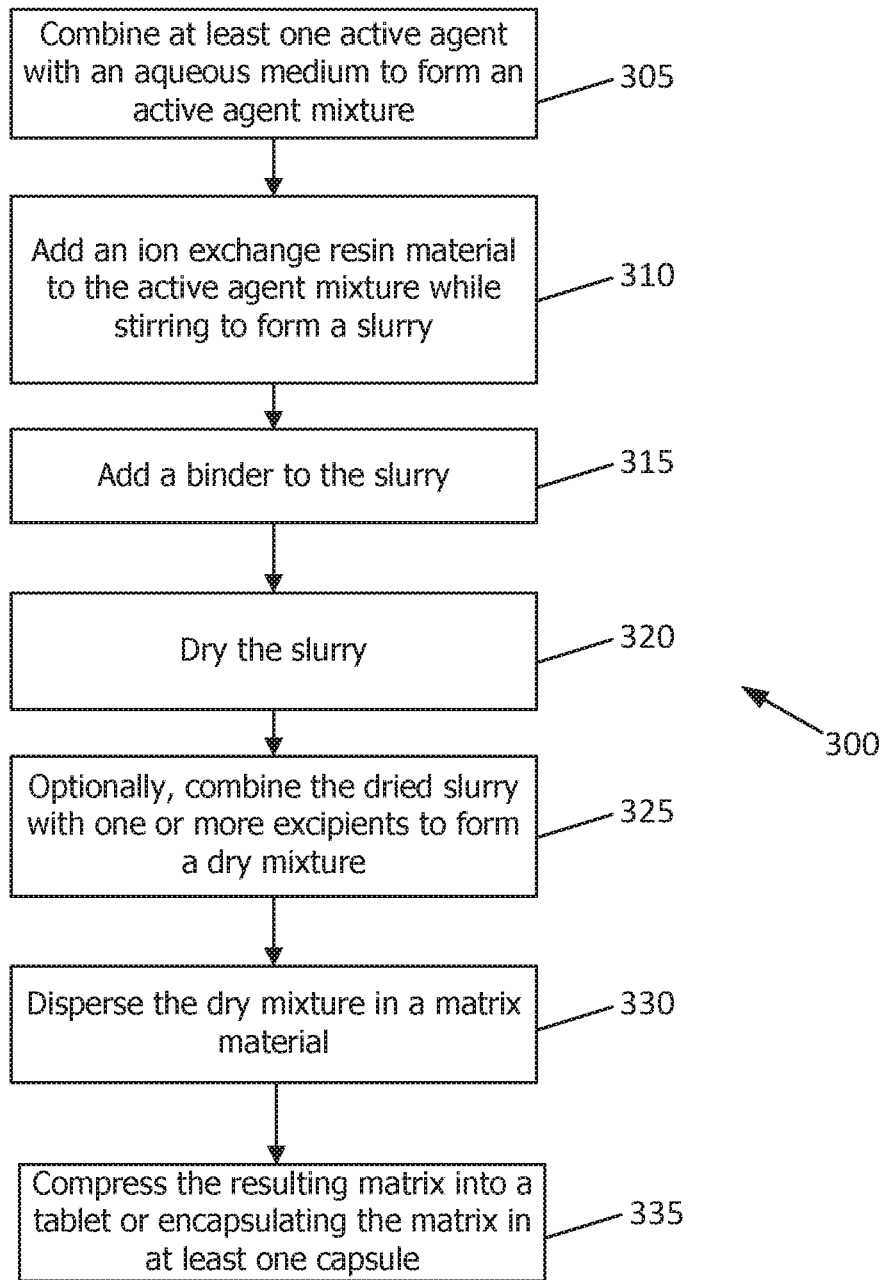 Combine at least one active agent
with an aqueous medium to form an
active agent mixture
305
Add an ion exchange resin material
to the active agent mixture while
stirring to form a slurry
310
Add a binder to the slurry
315
Dry the slurry
320
300
Optionally, combine the dried slurry
with one or more excipients to form
a dry mixture
325
Disperse the dry mixture in a matrix
material
330
Compress the resulting matrix into a
tablet or encapsulating the matrix in
at least one capsule
335